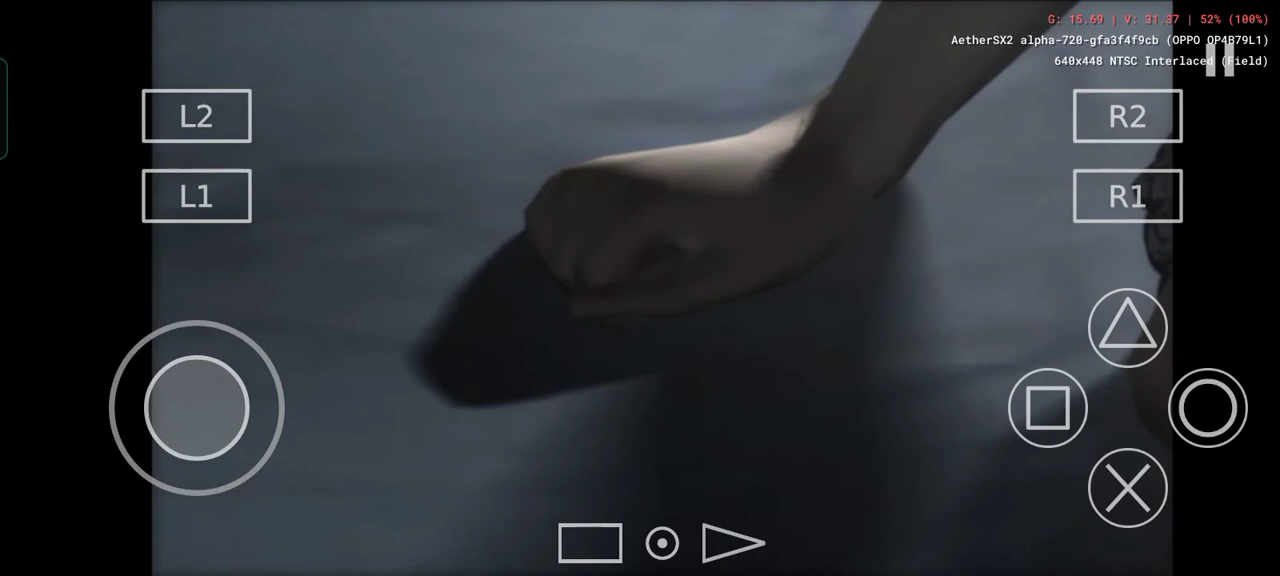 G: 15.69 | V: 31.37 | 52% (100%)
AetherSX2 alpha-720-gfa3f4f9cb (OPPO OP4B79L1)
640x448 NTSC Interlaced (Field)
L2
R2
L1
R1